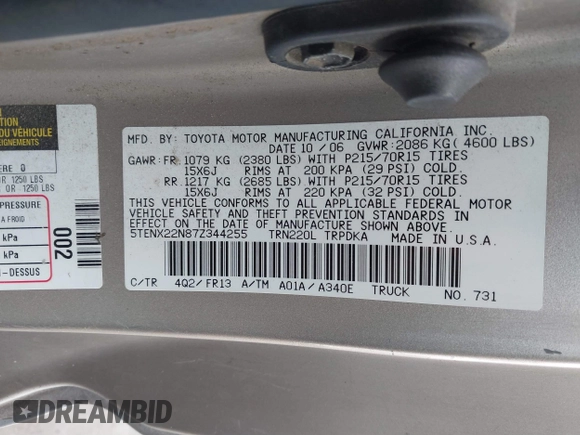 MFD. BY: TOYOTA MOTOR MANUFACTURING CALIFORNIA INC.
DATE 10/06 GVWR: 2086 KG( 4600 LBS)
GAWR: FR 1079 KG (2380 LBS) WITH P215/70R15 TIRES
15X6J RIMS AT 200 KPA (29 PSI) COLD.
RR 1217 KG (2685 LBS) WITH P215/70R15 TIRES
15X6J RIMS AT 220 KPA (32 PSI) COLD.
THIS VEHICLE CONFORMS TO ALL APPLICABLE FEDERAL MOTOR
VEHICLE SAFETY AND THEFT PREVENTION STANDARDS IN
EFFECT ON THE DATE OF MANUFACTURE SHOWN ABOVE.
5TENX22N87Z344255 TRN220L TRPDKA MADE IN U.S.A.
C/TR 4Q2/FR13 A/TM A01A/A340E TRUCK NO. 731
DU VÉHICULE
EIGNEMENTS
ERE 0
OR 1250 LBS
OR 1250 LBS
PRESSURE
A FROID
kPa
kPa
-DESSUS
002
DREAMBID